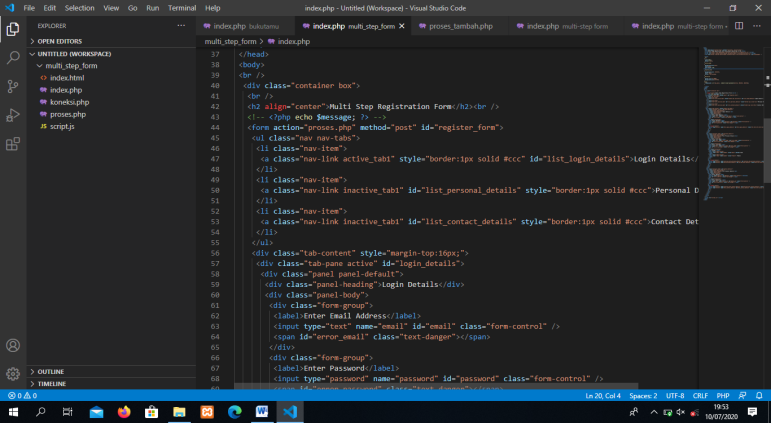 File Edit Selection View Go Run Terminal Help
index.php - Untitled (Workspace) - Visual Studio Code
EXPLORER
OPEN EDITORS
UNTITLED (WORKSPACE)
multi_step_form
index.html
index.php
koneksi.php
proses.php
JS script.js
OUTLINE
TIMELINE
index.php bukutamu
index.php multi_step_form
proses_tambah.php
index.php multi-step form
index.php multi-step form
multi_step_form > index.php
37 </head>
38 <body>
39 <br />
40 <div class="container box">
41 <br />
42 <h2 align="center">Multi Step Registration Form</h2><br />
43 <!-- <?php echo $message; ?> -->
44 <form action="proses.php" method="post" id="register_form">
45 <ul class="nav nav-tabs">
46 <li class="nav-item">
47 <a class="nav-link active_tab1" style="border:1px solid #ccc" id="list_login_details">Login Details</
48 </li>
49 <li class="nav-item">
50 <a class="nav-link inactive_tab1" id="list_personal_details" style="border:1px solid #ccc">Personal D
51 </li>
52 <li class="nav-item">
53 <a class="nav-link inactive_tab1" id="list_contact_details" style="border:1px solid #ccc">Contact Det
54 </li>
55 </ul>
56 <div class="tab-content" style="margin-top:16px;">
57 <div class="tab-pane active" id="login_details">
58 <div class="panel panel-default">
59 <div class="panel-heading">Login Details</div>
60 <div class="panel-body">
61 <div class="form-group">
62 <label>Enter Email Address</label>
63 <input type="text" name="email" id="email" class="form-control" />
64 <span id="error_email" class="text-danger"></span>
65 </div>
66 <div class="form-group">
67 <label>Enter Password</label>
68 <input type="password" name="password" id="password" class="form-control" />
69 <span id="error_password" class="text-danger"></span>
0 0
Ln 20, Col 4 Spaces: 2 UTF-8 CRLF PHP
19:53
10/07/2020